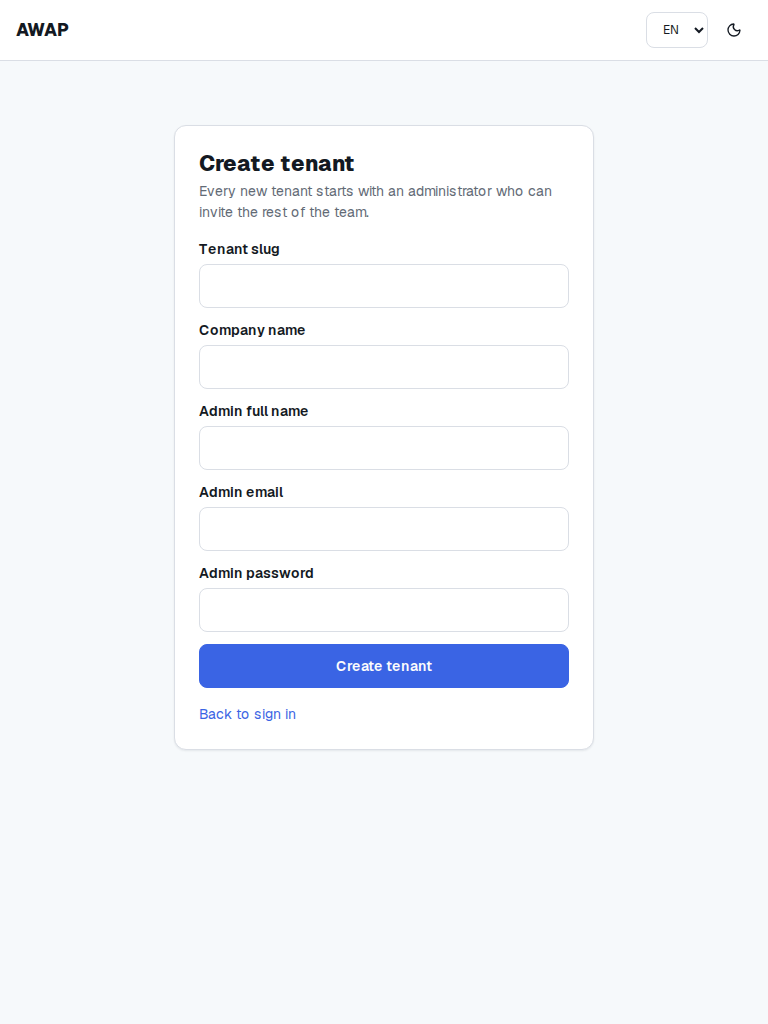 AWAP
EN
Create tenant
Every new tenant starts with an administrator who can
invite the rest of the team.
Tenant slug
Company name
Admin full name
Admin email
Admin password
Create tenant
Back to sign in